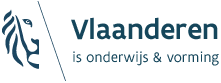 Vlaanderen
is onderwijs & vorming